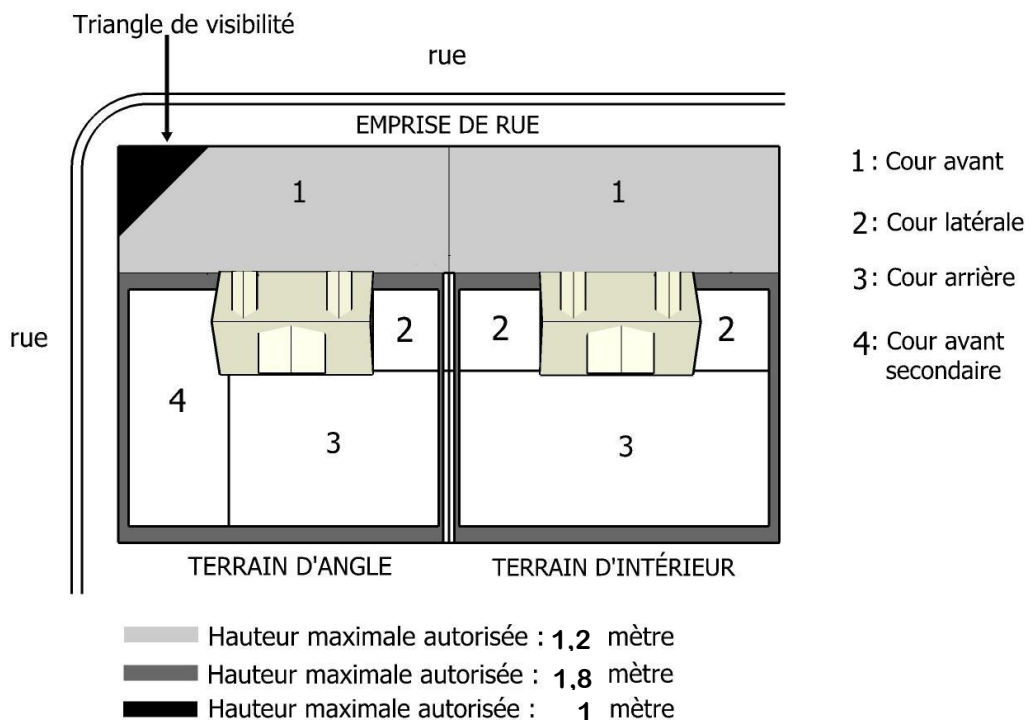 Triangle de visibilité
rue
EMPRISE DE RUE
1
1
1: Cour avant
2: Cour latérale
3: Cour arrière
4: Cour avant
secondaire
rue
2
2
2
4
3
3
TERRAIN D'ANGLE
TERRAIN D'INTÉRIEUR
Hauteur maximale autorisée : 1,2 mètre
Hauteur maximale autorisée : 1,8 mètre
Hauteur maximale autorisée : 1 mètre